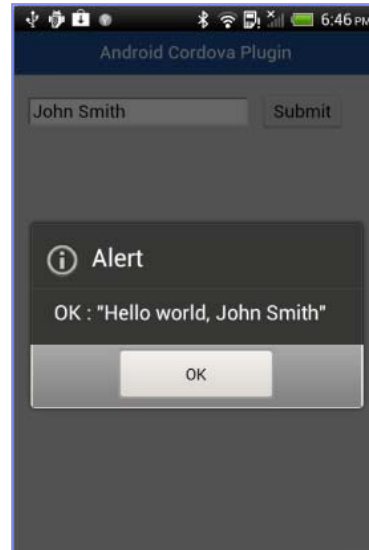 6:46 PM
Android Cordova Plugin
John Smith Submit
Alert
OK : "Hello world, John Smith"
OK